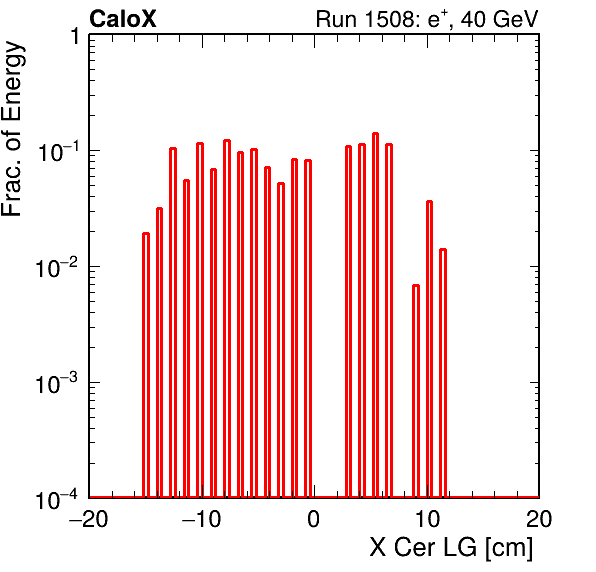 CaloX
Run 1508: e⁺, 40 GeV
Frac. of Energy
1
10⁻¹
10⁻²
10⁻³
10⁻⁴
−20
−10
0
10
20
X Cer LG [cm]